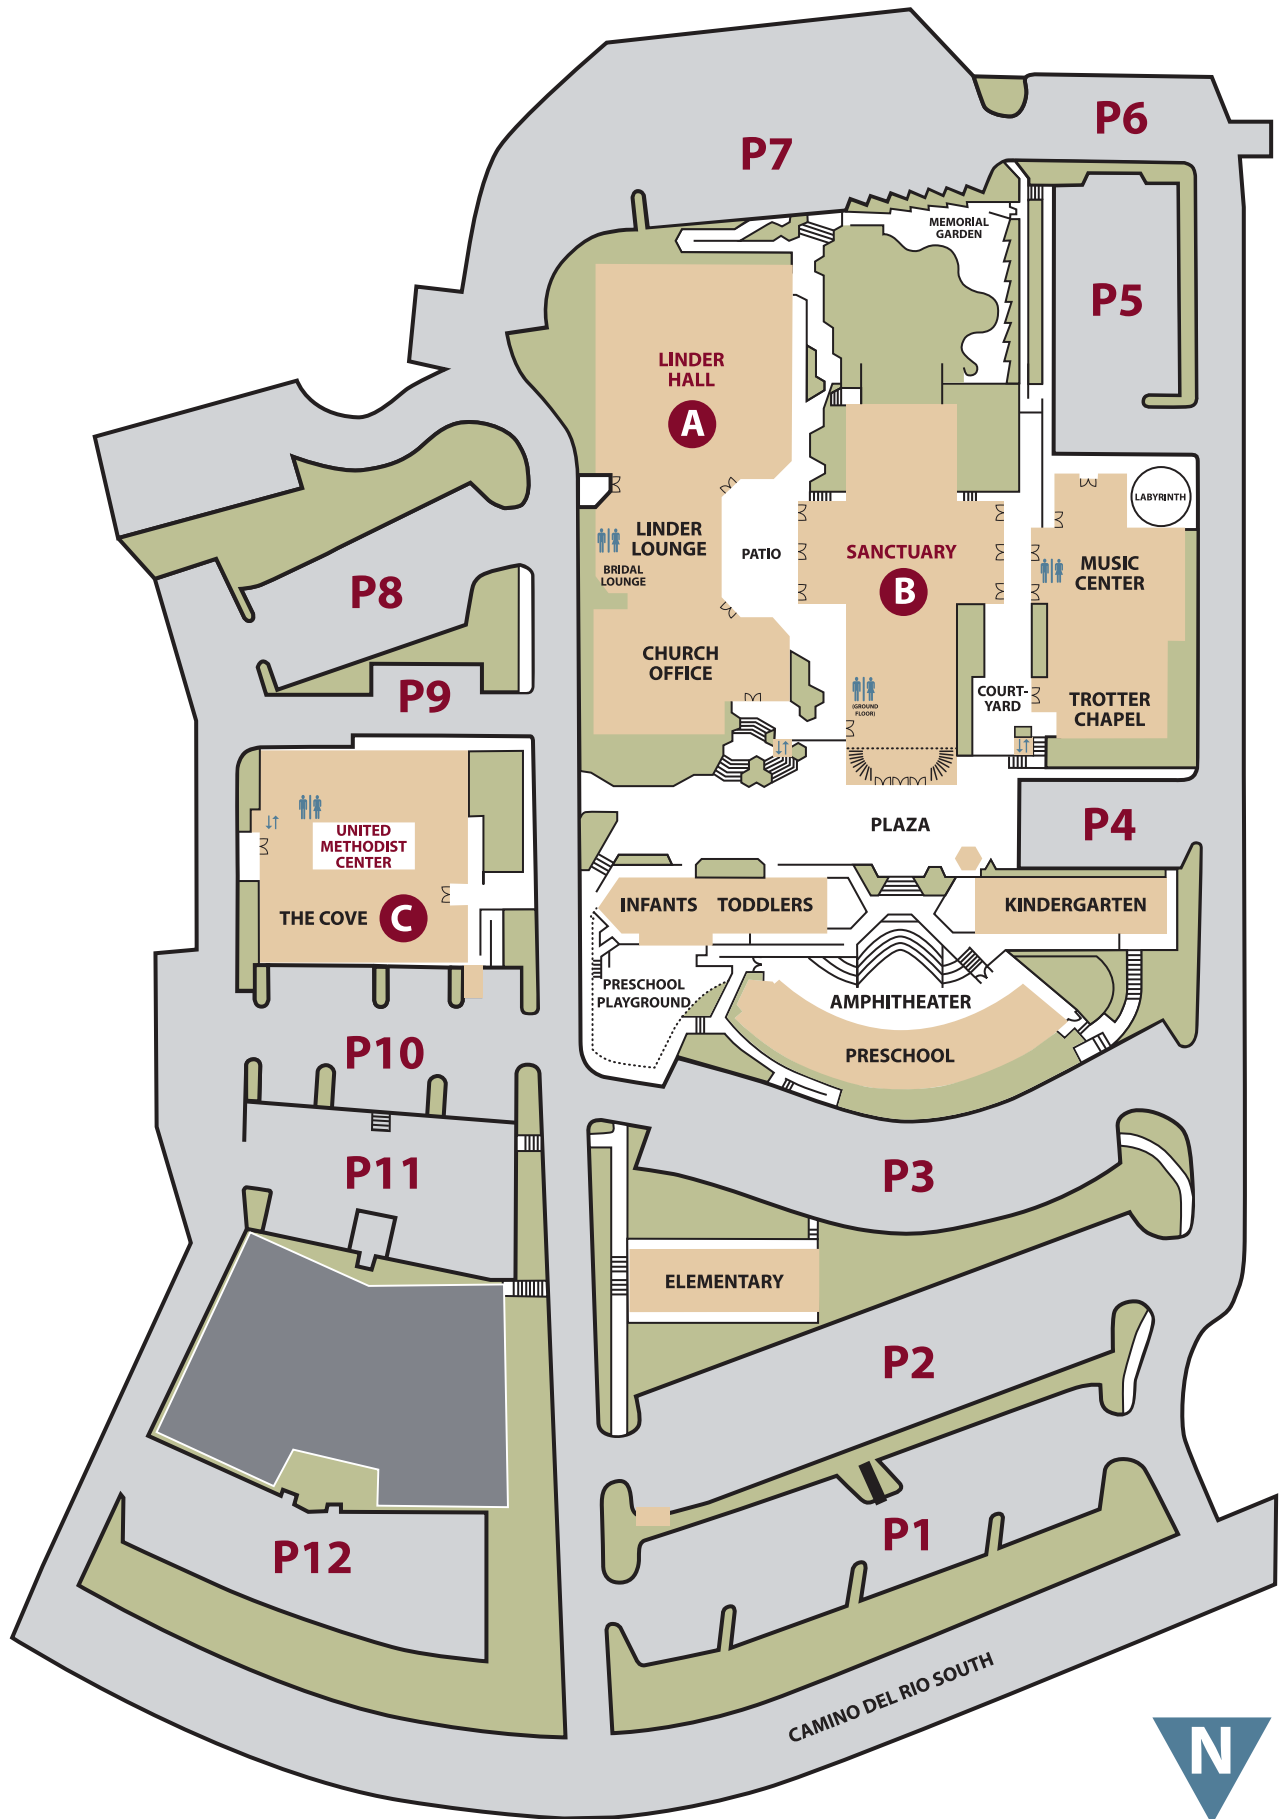 P6
P7
MEMORIAL
GARDEN
P5
LINDER
HALL
A
LABYRINTH
LINDER
LOUNGE
PATIO
SANCTUARY
MUSIC
CENTER
BRIDAL
LOUNGE
B
P8
CHURCH
OFFICE
P9
(GROUND
FLOOR)
COURT-
YARD
TROTTER
CHAPEL
UNITED
METHODIST
CENTER
PLAZA
P4
THE COVE
C
INFANTS
TODDLERS
KINDERGARTEN
PRESCHOOL
PLAYGROUND
AMPHITHEATER
P10
PRESCHOOL
P11
P3
ELEMENTARY
P2
P12
P1
CAMINO DEL RIO SOUTH
N